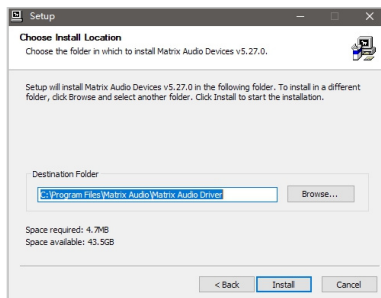 Setup
Choose Install Location
Choose the folder in which to install Matrix Audio Devices v5.27.0.
Setup will install Matrix Audio Devices v5.27.0 in the following folder. To install in a different
folder, click Browse and select another folder. Click Install to start the installation.
Destination Folder
C:\Program Files\Matrix Audio\Matrix Audio Driver
Browse...
Space required: 4.7MB
Space available: 43.5GB
< Back
Install
Cancel